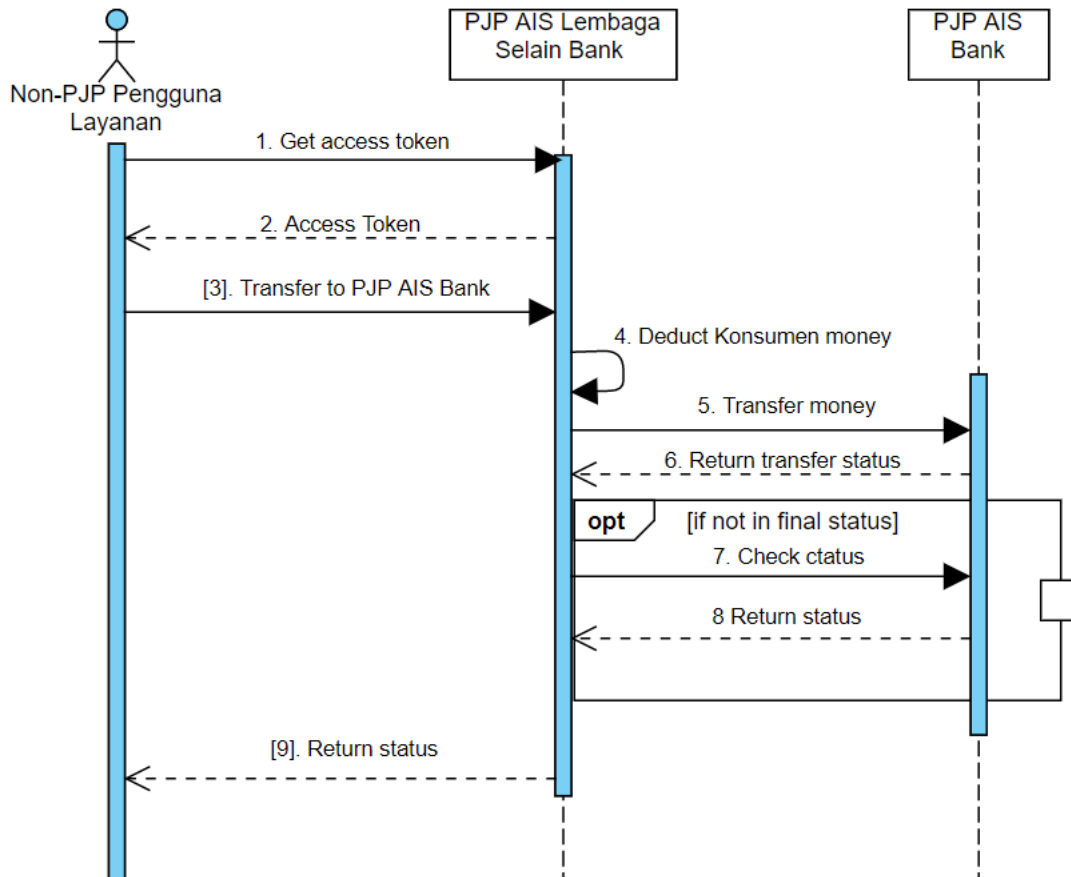 PJP AIS Lembaga
Selain Bank
PJP AIS
Bank
Non-PJP Pengguna
Layanan
1. Get access token
2. Access Token
[3]. Transfer to PJP AIS Bank
4. Deduct Konsumen money
5. Transfer money
6. Return transfer status
opt [if not in final status]
7. Check ctatus
8 Return status
[9]. Return status